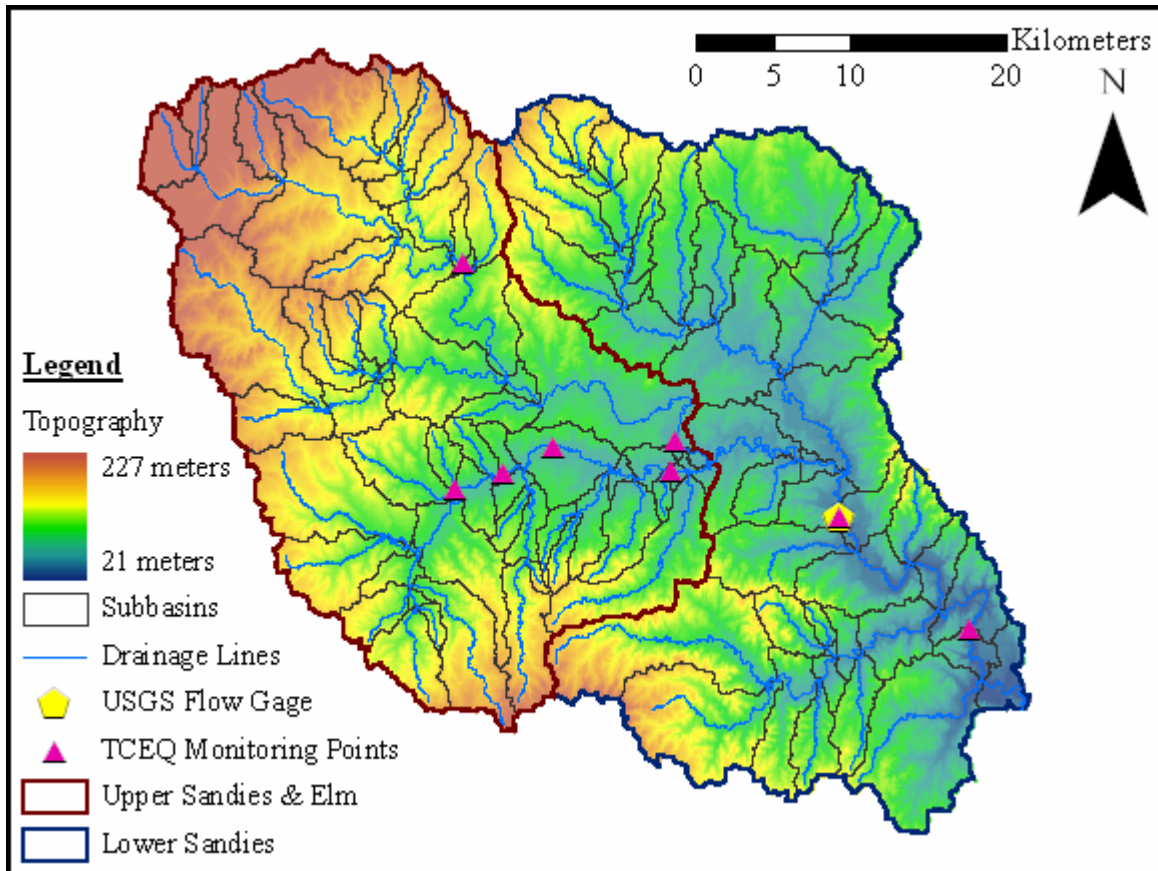 Kilometers
0 5 10 20
N
Legend
Topography
227 meters
21 meters
Subbasins
Drainage Lines
USGS Flow Gage
TCEQ Monitoring Points
Upper Sandies & Elm
Lower Sandies